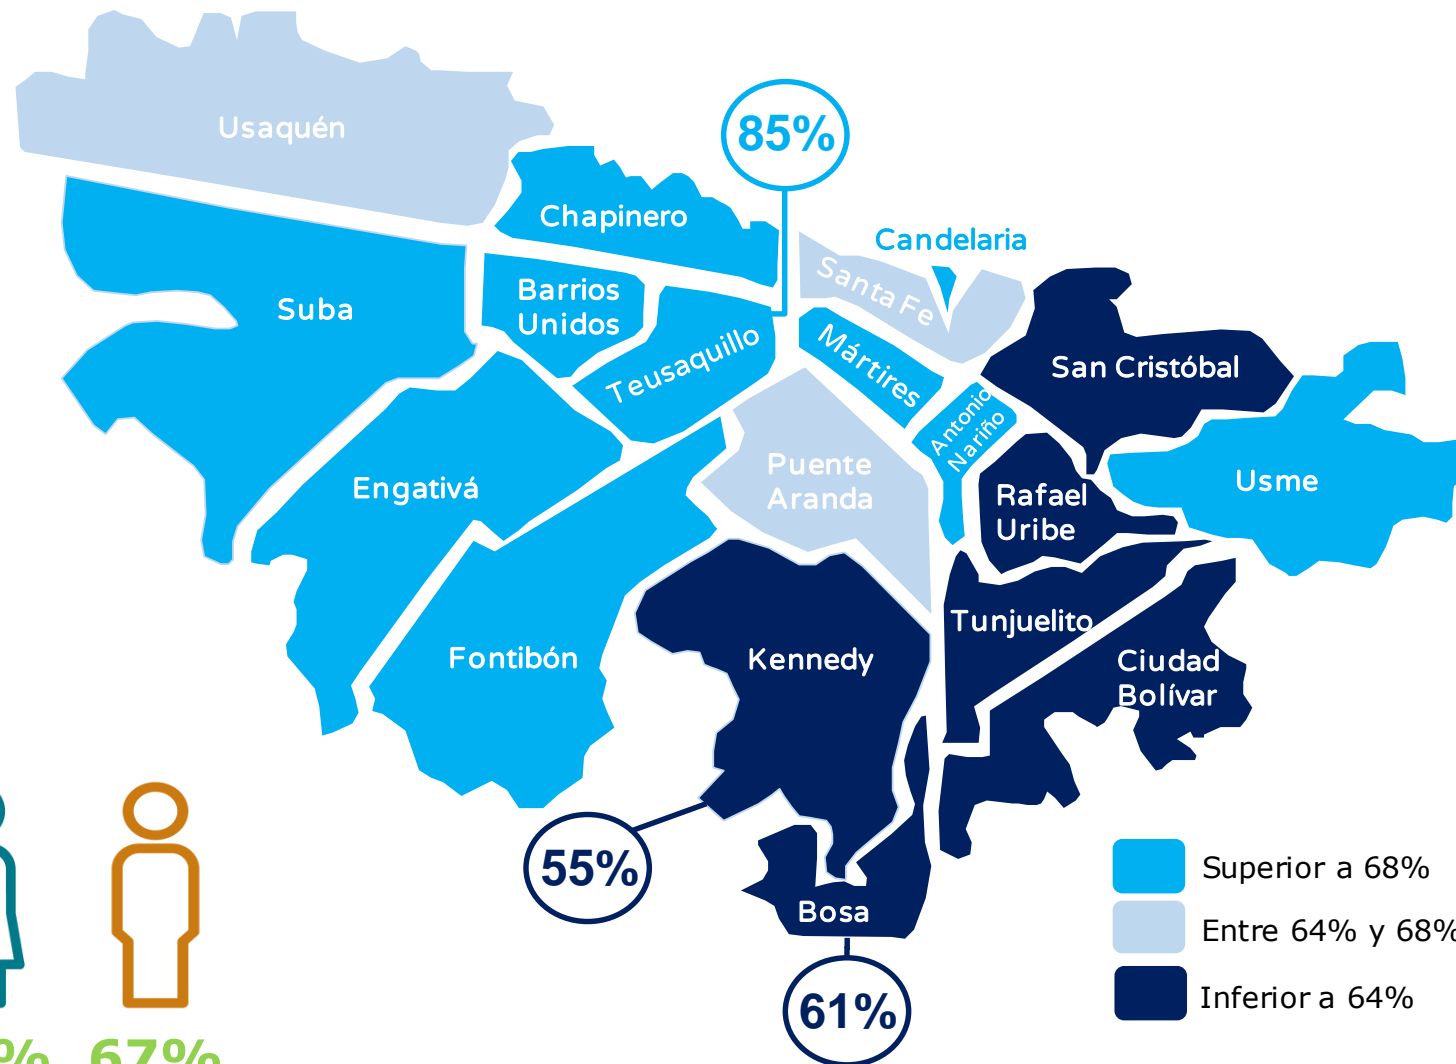 Usaquén
85%
Chapinero
Candelaria
Santa Fe
Suba
Barrios
Unidos
Teusaquillo
Mártires
San Cristóbal
Antonio
Nariño
Puente
Aranda
Engativá
Rafael
Uribe
Usme
Tunjuelito
Fontibón
Kennedy
Ciudad
Bolívar
55%
Bosa
61%
Superior a 68%
Entre 64% y 68%
Inferior a 64%
% 67%